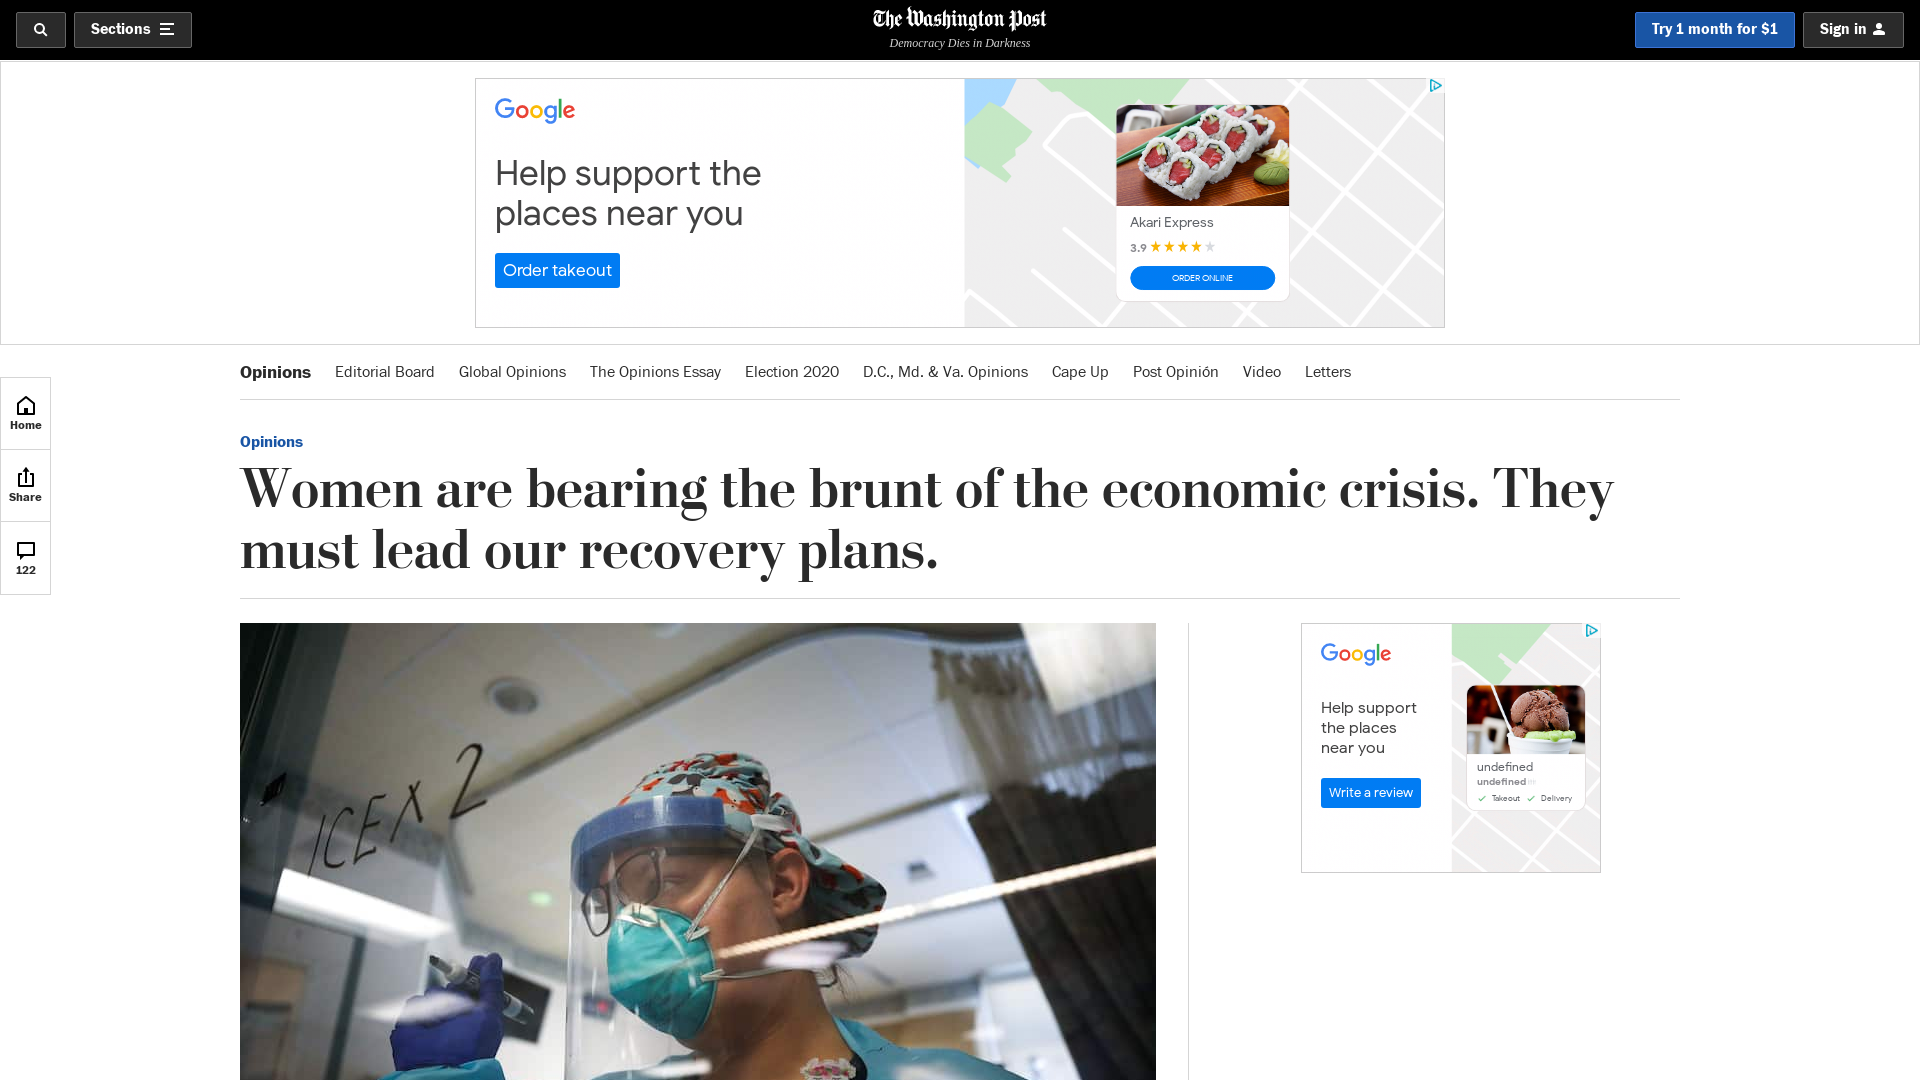 Sections
The Washington Post
Democracy Dies in Darkness
Try 1 month for $1
Sign in
Google
Help support the
places near you
Order takeout
Akari Express
3.9
ORDER ONLINE
Opinions
Editorial Board
Global Opinions
The Opinions Essay
Election 2020
D.C., Md. & Va. Opinions
Cape Up
Post Opinión
Video
Letters
Home
Share
122
Opinions
Women are bearing the brunt of the economic crisis. They
must lead our recovery plans.
ICE X 2
Google
Help support
the places
near you
Write a review
undefined
undefined
Takeout
Delivery